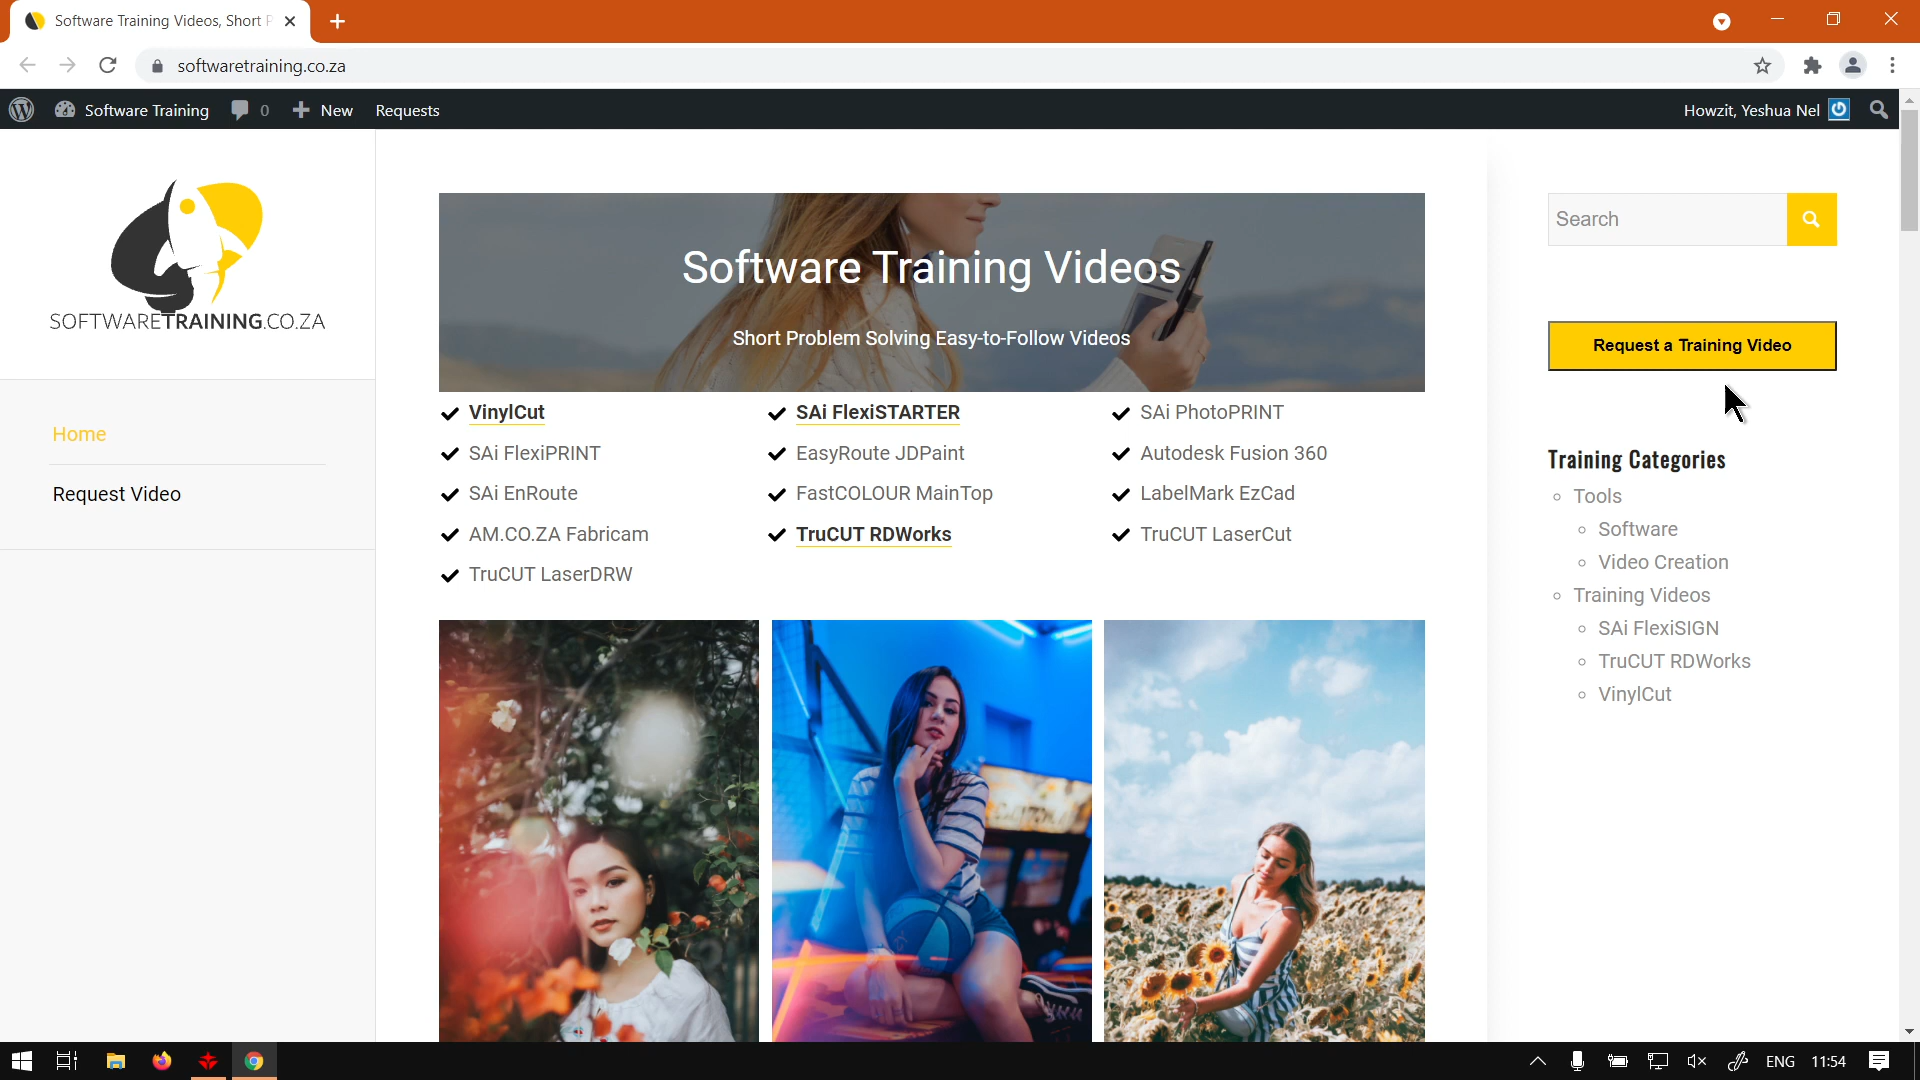 Software Training Videos, Short P
softwaretraining.co.za
Software Training 0 New Requests Howzit, Yeshua Nel
SOFTWARETRAINING.CO.ZA
Home
Request Video
Software Training Videos
Short Problem Solving Easy-to-Follow Videos
VinylCut SAi FlexiSTARTER SAi PhotoPRINT
SAi FlexiPRINT EasyRoute JDPaint Autodesk Fusion 360
SAi EnRoute FastCOLOUR MainTop LabelMark EzCad
AM.CO.ZA Fabricam TruCUT RDWorks TruCUT LaserCut
TruCUT LaserDRW
Search
Request a Training Video
Training Categories
Tools
Software
Video Creation
Training Videos
SAi FlexiSIGN
TruCUT RDWorks
VinylCut
ENG 11:54